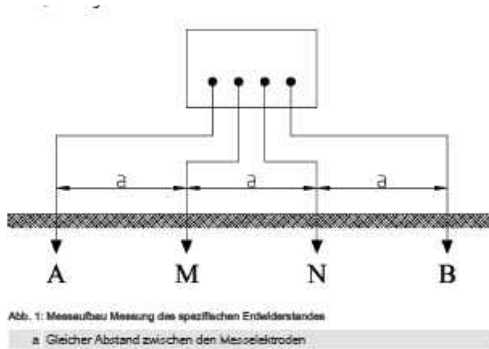 a a a
A M N B
Abb. 1: Messaufbau Messung des spezifischen Erdwiderstandes
a Gleicher Abstand zwischen den Messelektroden